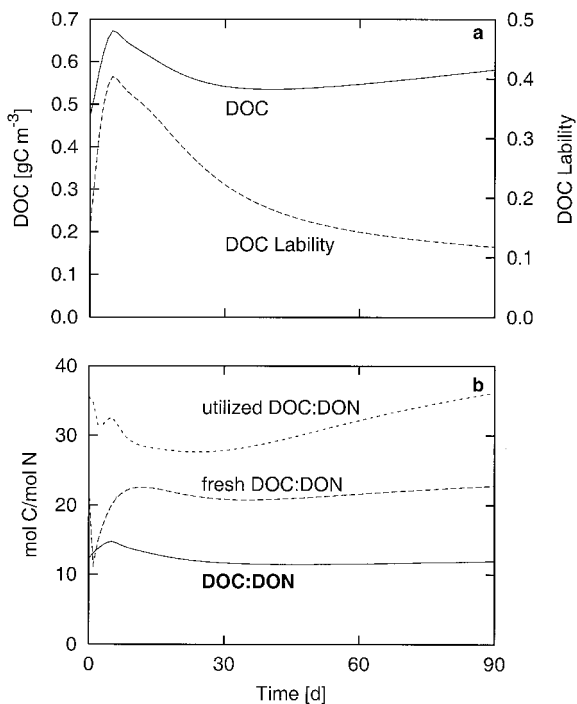 a
0.7
0.6
0.5
0.4
0.3
0.2
0.1
0.0
DOC [gC m-3]
0.5
0.4
0.3
0.2
0.1
0.0
DOC Lability
DOC
DOC Lability
b
40
30
20
10
0
mol C/mol N
utilized DOC:DON
fresh DOC:DON
DOC:DON
0 30 60 90
Time [d]